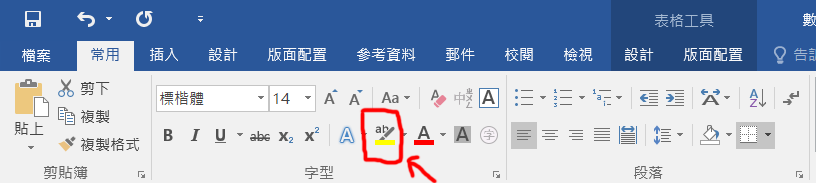 表格工具
數
檔案 常用 插入 設計 版面配置 參考資料 郵件 校閱 檢視 設計 版面配置 告訴
貼上
剪下
複製
複製格式
標楷體 14 A A Aa A 中 A
B I U abc X₂ X² A ab A A 字
剪貼簿 字型 段落